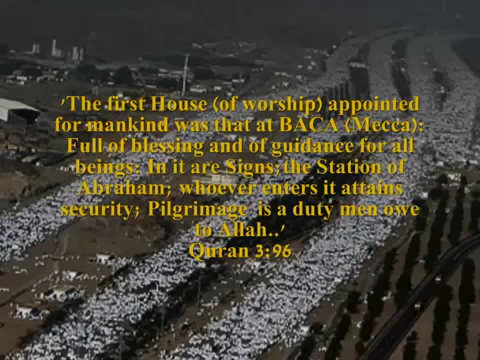 'The first House (of worship) appointed
for mankind was that at BACA (Mecca):
Full of blessing and of guidance for all
beings: In it are Signs;the Station of
Abraham; whoever enters it attains
security; Pilgrimage is a duty men owe
to Allah..'
Quran 3:96